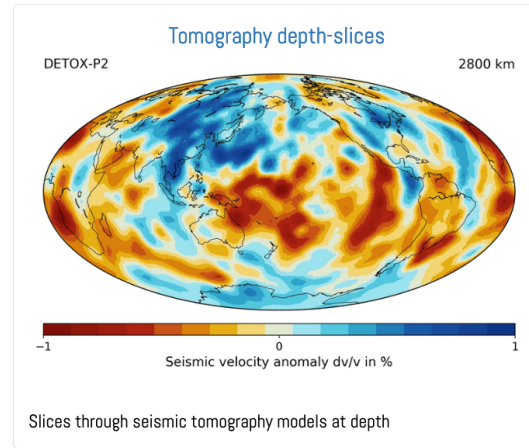 Tomography depth-slices
DETOX-P2 2800 km
−1 0 1
Seismic velocity anomaly dv/v in %
Slices through seismic tomography models at depth